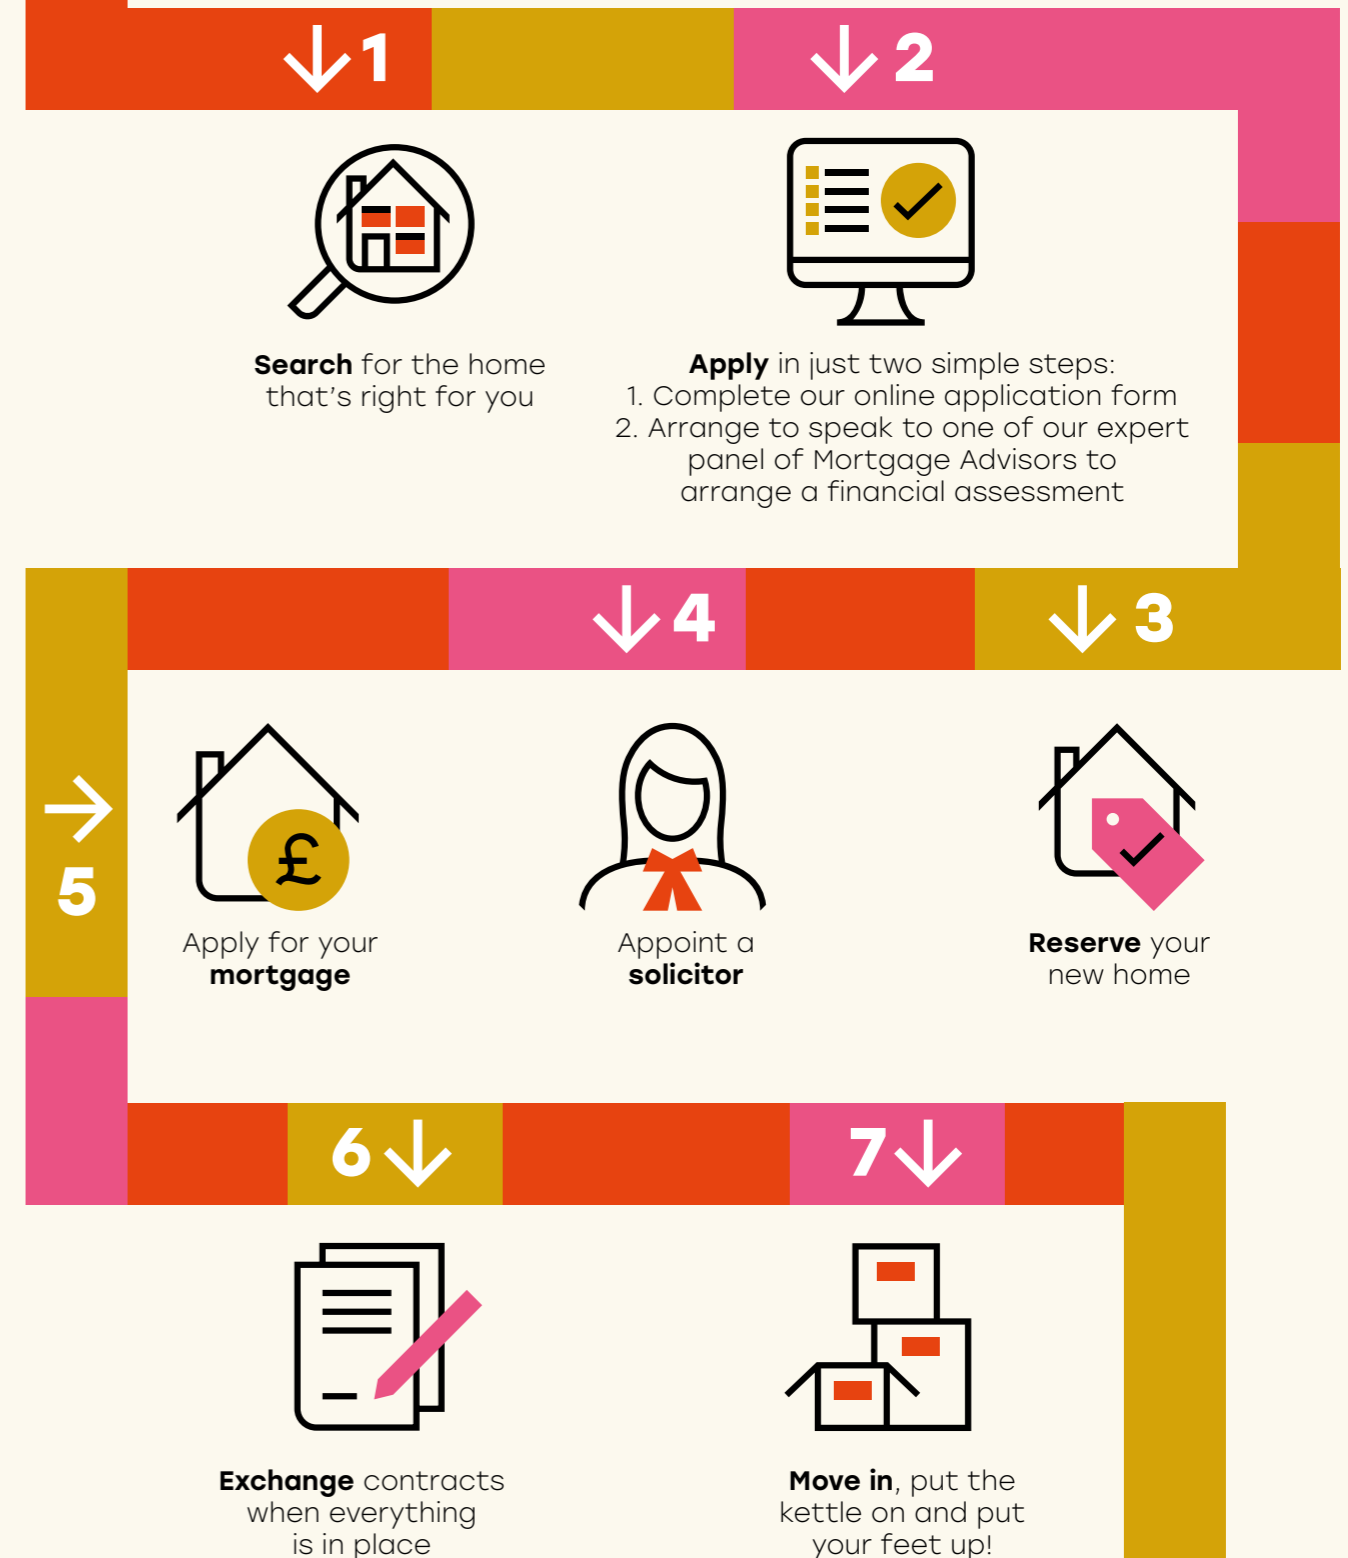 1
Search for the home
that's right for you
2
Apply in just two simple steps:
1. Complete our online application form
2. Arrange to speak to one of our expert
panel of Mortgage Advisors to
arrange a financial assessment
3
Reserve your
new home
4
Appoint a
solicitor
5
£
Apply for your
mortgage
6
Exchange contracts
when everything
is in place
7
Move in, put the
kettle on and put
your feet up!